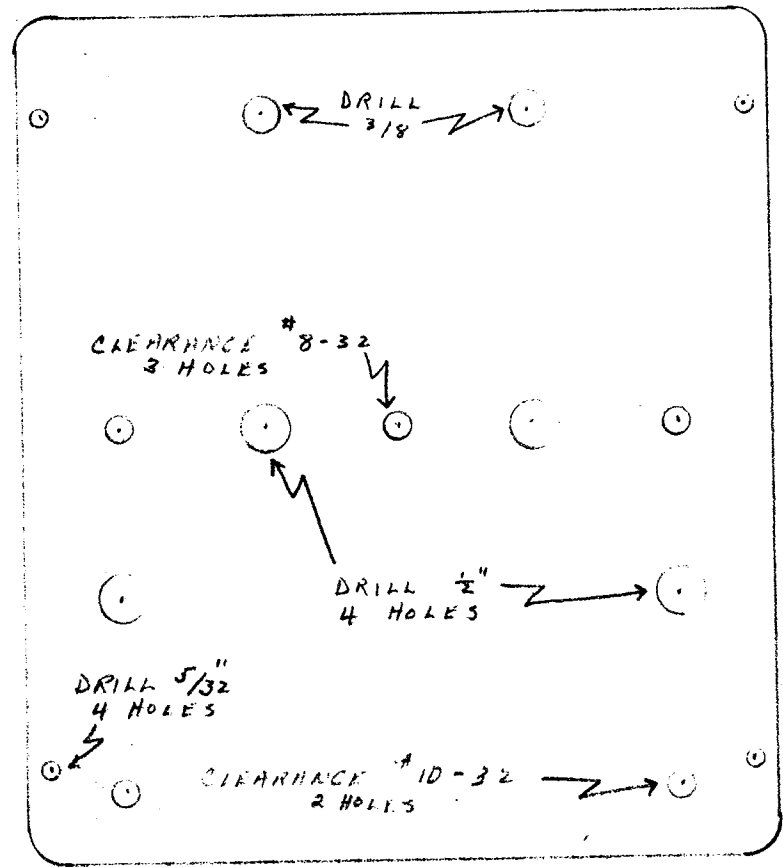 DRILL
3/8
CLEARANCE #8-32
3 HOLES
DRILL 1/2"
4 HOLES
DRILL 5/32"
4 HOLES
CLEARANCE #10-32
2 HOLES